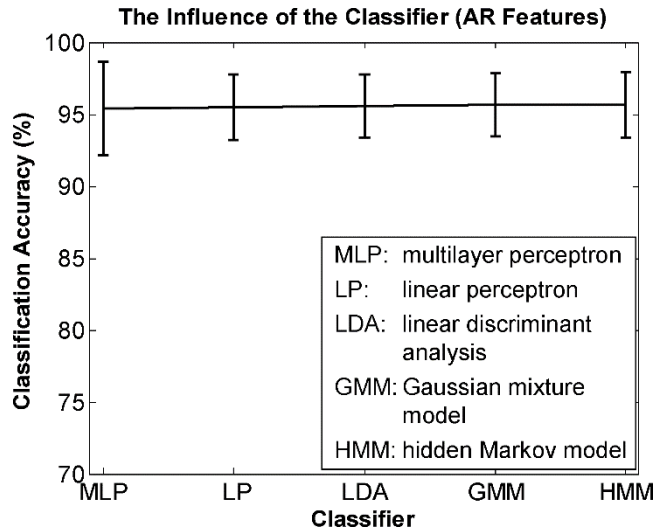 The Influence of the Classifier (AR Features)
Classification Accuracy (%)
100
95
90
85
80
75
70
MLP: multilayer perceptron
LP: linear perceptron
LDA: linear discriminant
analysis
GMM: Gaussian mixture
model
HMM: hidden Markov model
MLP LP LDA GMM HMM
Classifier